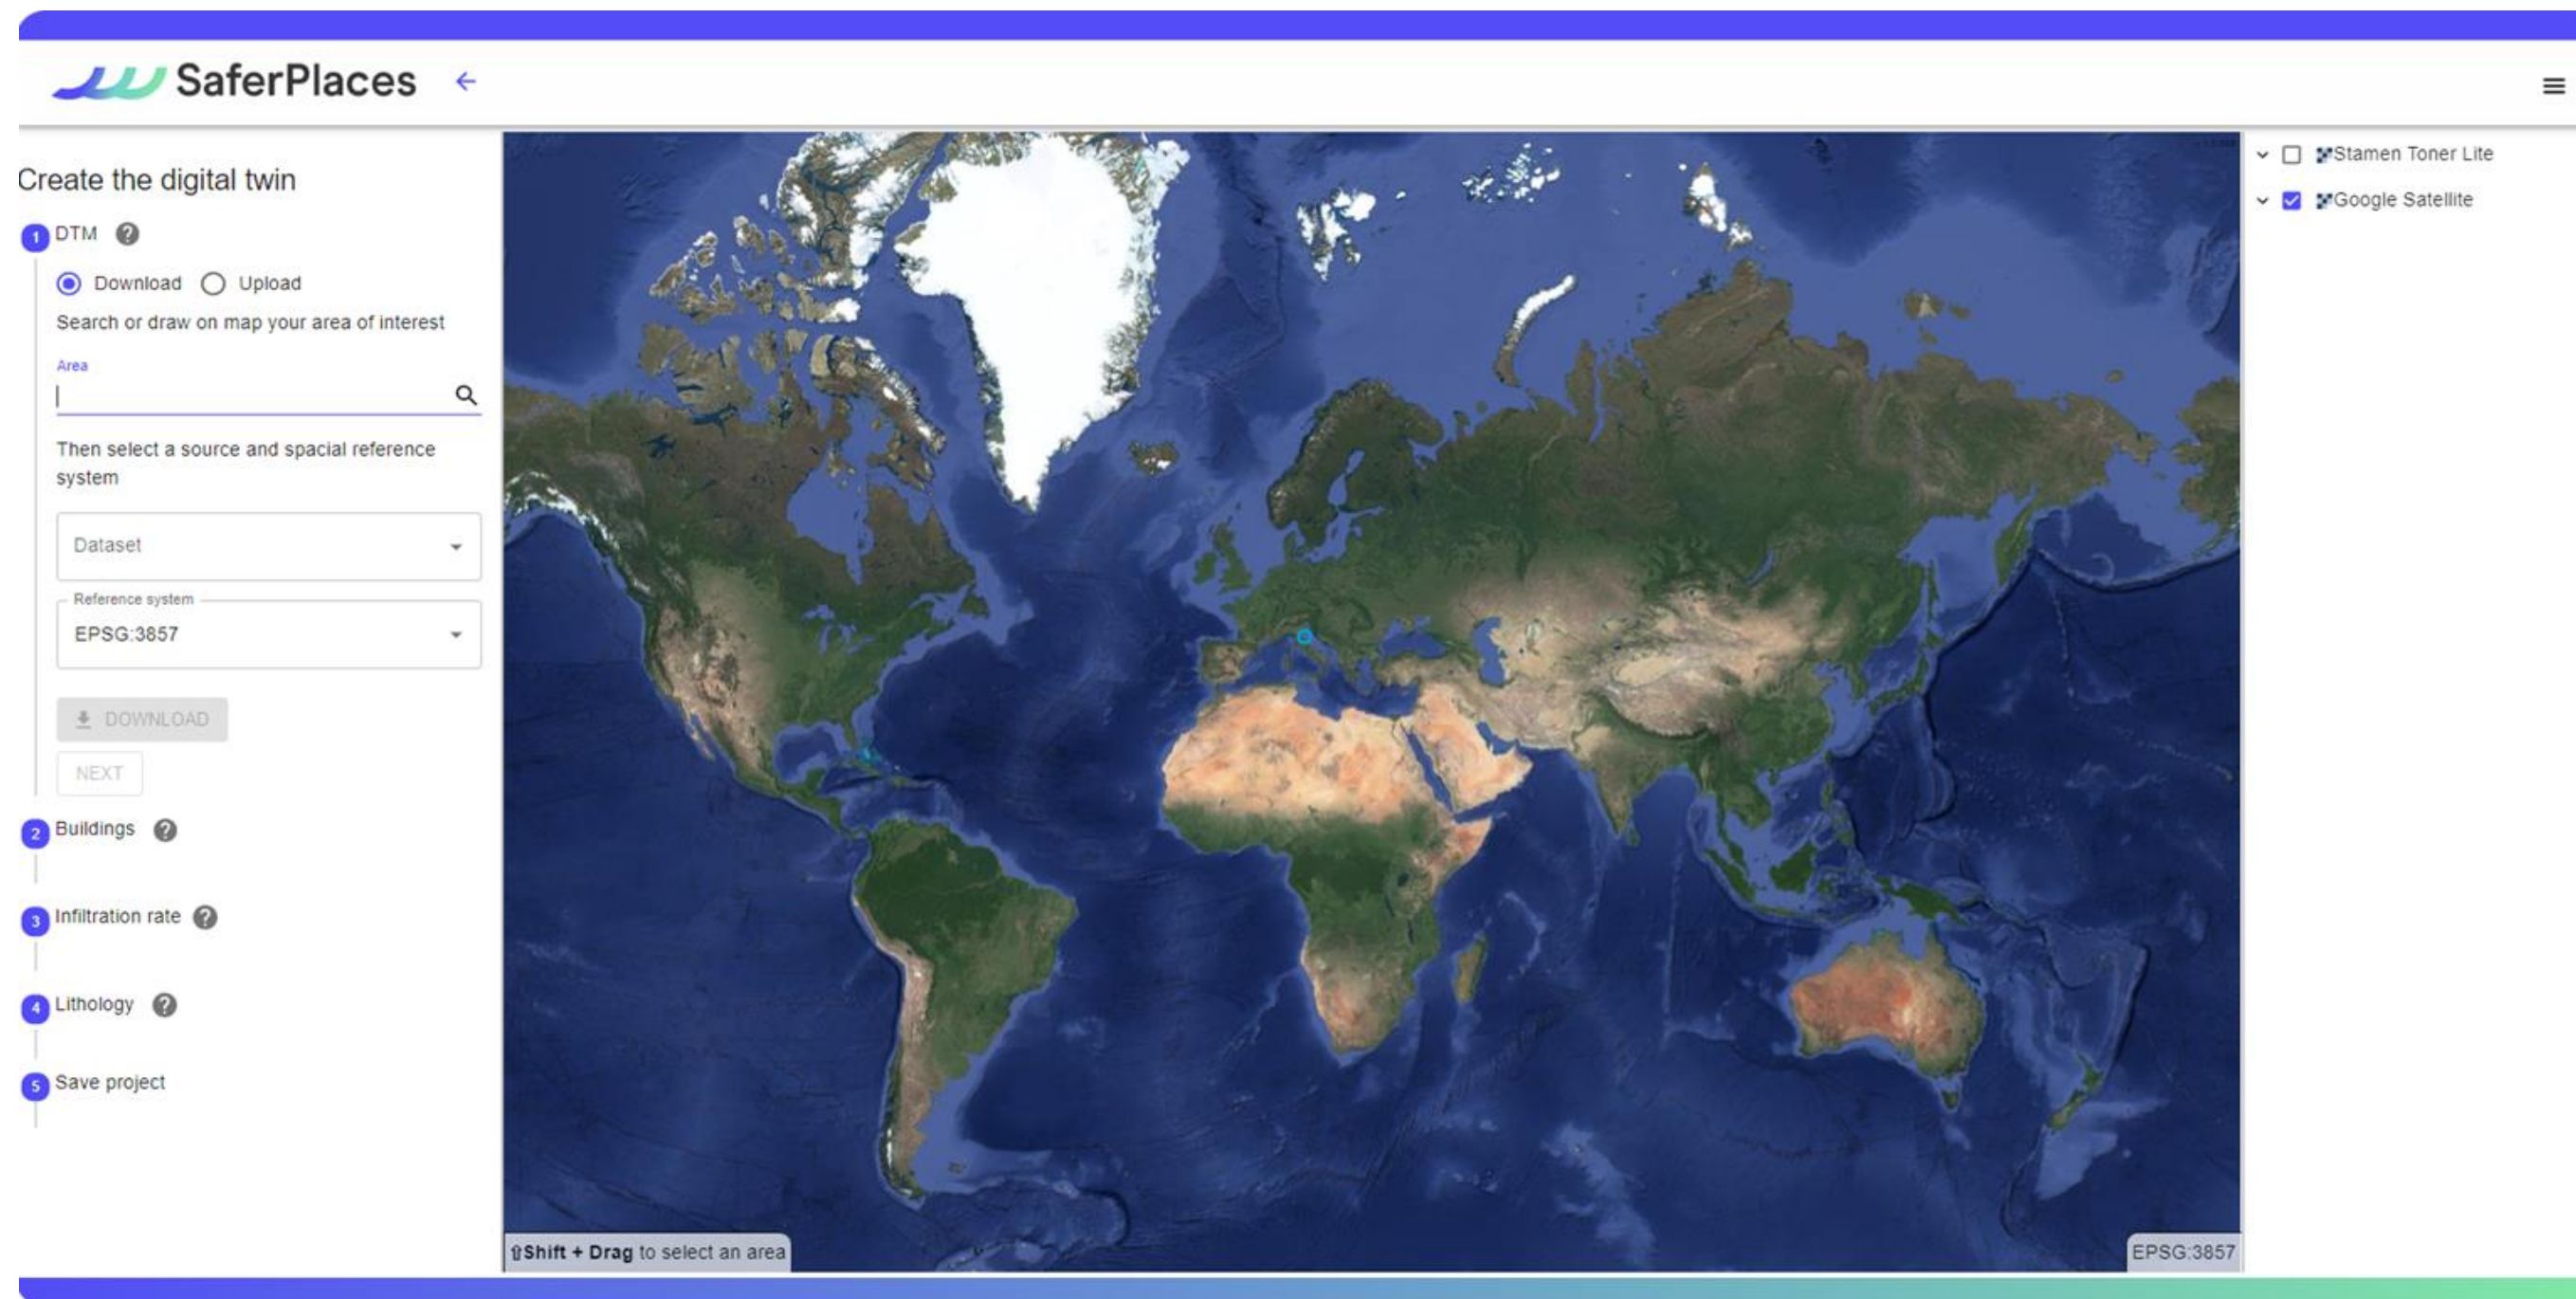 SaferPlaces
Create the digital twin
1 DTM ?
Download Upload
Search or draw on map your area of interest
Area
Then select a source and spacial reference
system
Dataset
Reference system
EPSG:3857
DOWNLOAD
NEXT
2 Buildings ?
3 Infiltration rate ?
4 Lithology ?
5 Save project
⇧Shift + Drag to select an area
EPSG:3857
Stamen Toner Lite
Google Satellite